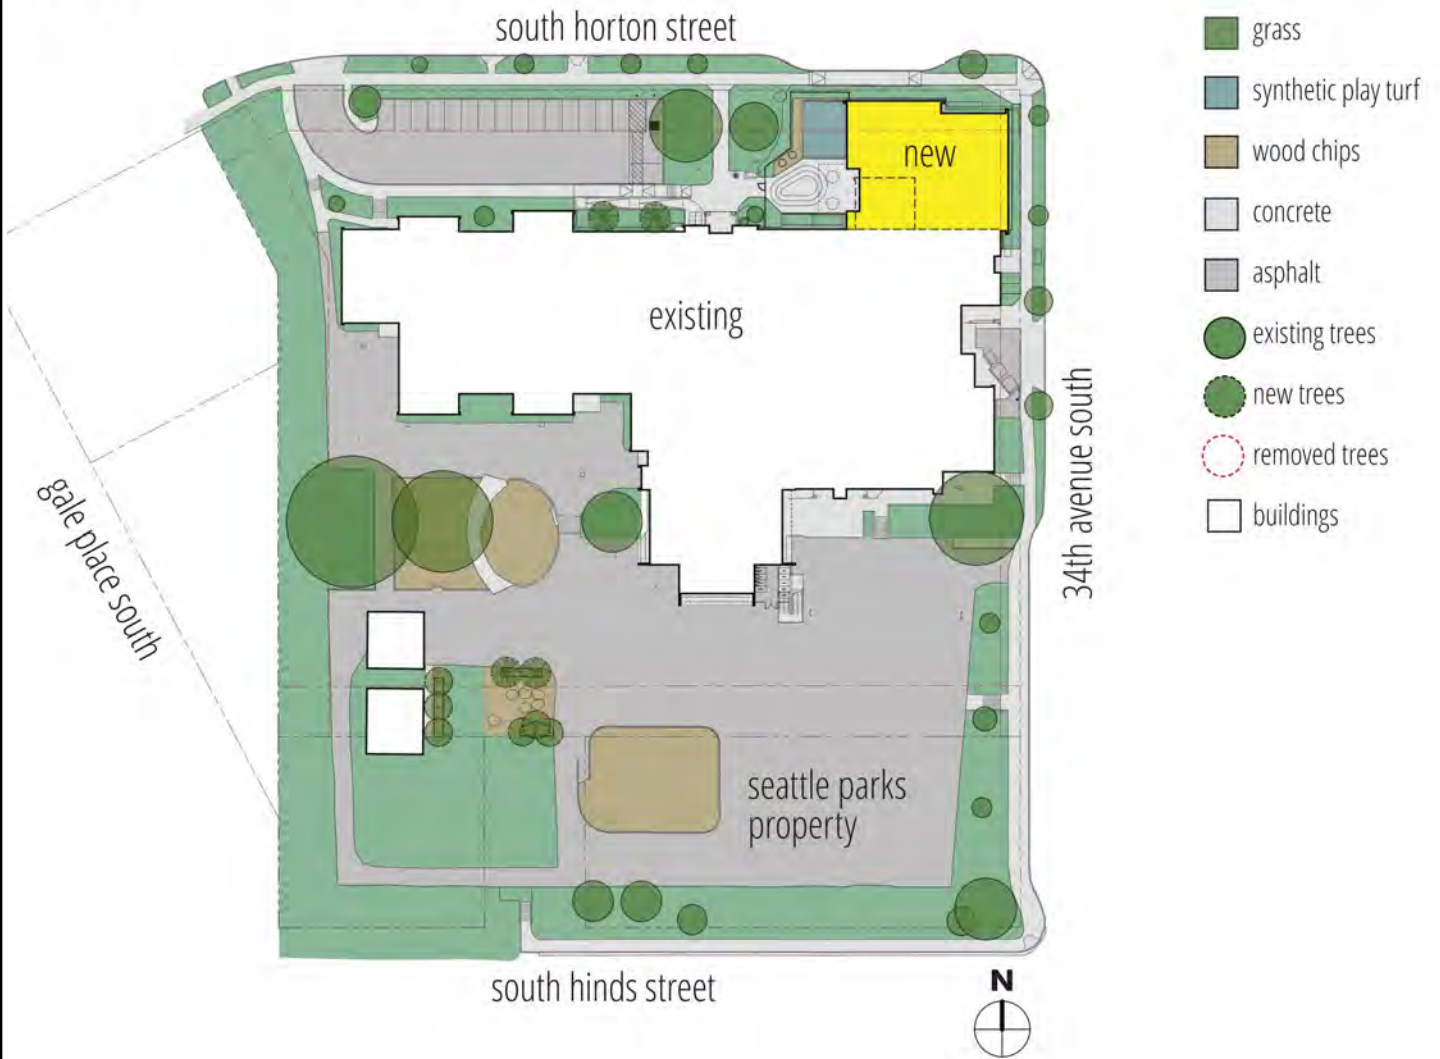 south horton street
grass
synthetic play turf
new
wood chips
concrete
asphalt
existing
existing trees
new trees
removed trees
buildings
34th avenue south
gale place south
seattle parks
property
south hinds street
N